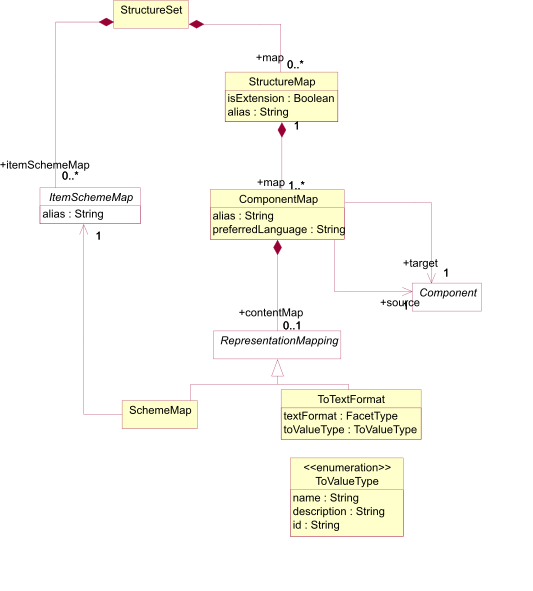 StructureSet
+map
0..*
StructureMap
isExtension : Boolean
alias : String
1
+itemSchemeMap
0..*
+map
1..*
ItemSchemeMap
alias : String
1
ComponentMap
alias : String
preferredLanguage : String
+target
1
Component
+source
1
+contentMap
0..1
RepresentationMapping
SchemeMap
ToTextFormat
textFormat : FacetType
toValueType : ToValueType
<<enumeration>>
ToValueType
name : String
description : String
id : String